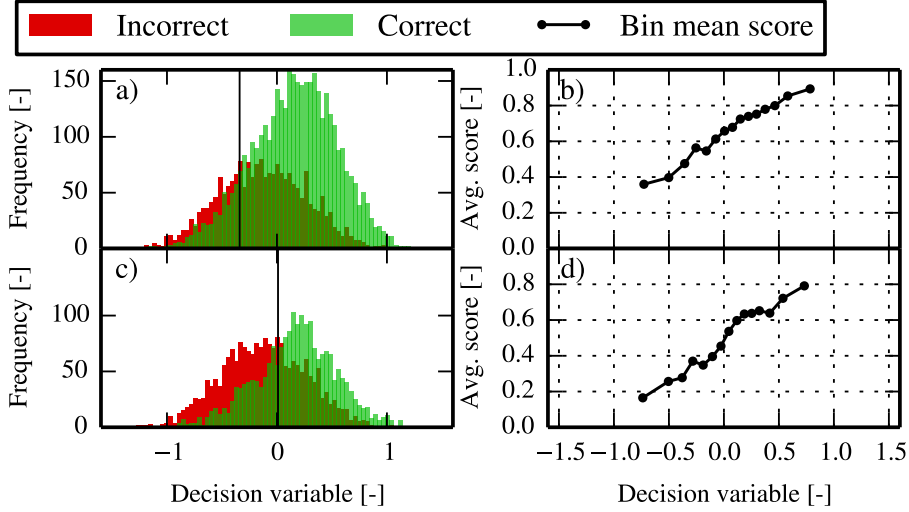 Incorrect Correct Bin mean score
a)
Frequency [-]
150
100
50
0
b)
Avg. score [-]
1.0
0.8
0.6
0.4
0.2
0.0
c)
Frequency [-]
100
50
0
−1 0 1
Decision variable [-]
d)
Avg. score [-]
0.8
0.6
0.4
0.2
0.0
−1.5 −1.0 −0.5 0.0 0.5 1.0 1.5
Decision variable [-]